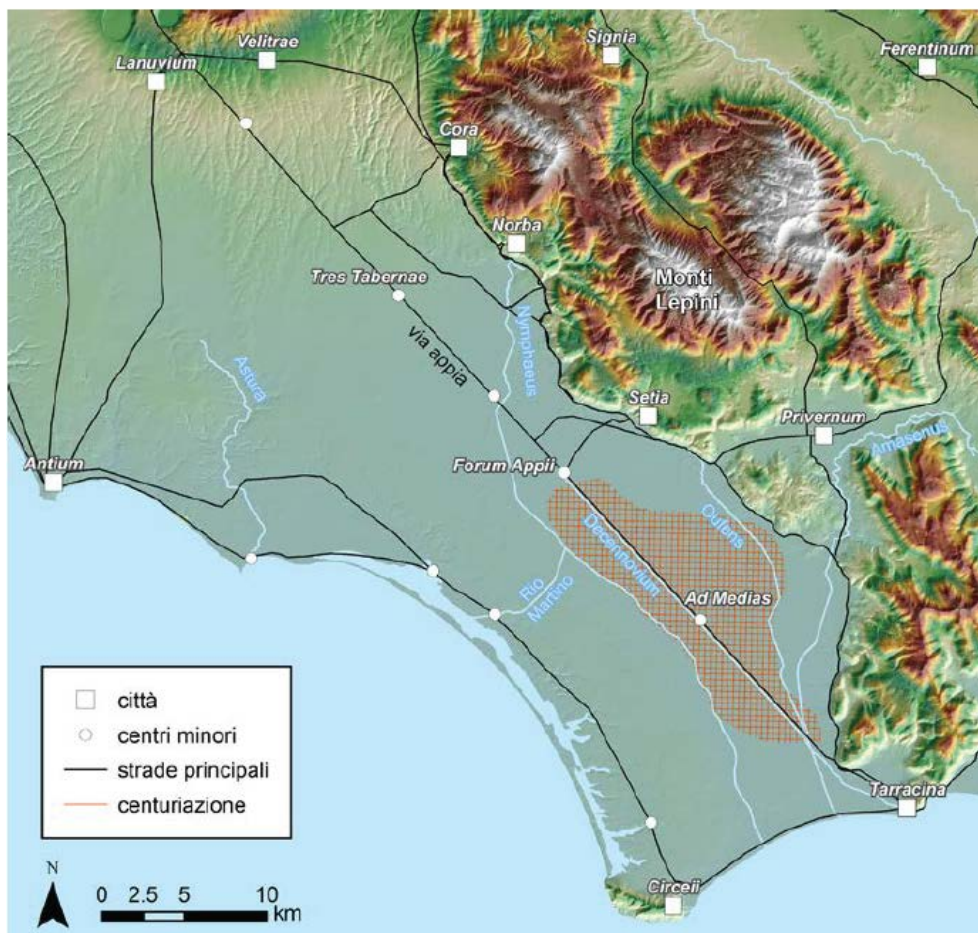 Signia
Velitrae
Ferentinum
Lanuvium
Cora
Norba
Tres Tabernae
Monti
Lepini
Nymphaeus
via appia
Astura
Setia
Privernum
Amasenus
Antium
Forum Appii
Ufens
Decennovium
Ad Medias
Rio
Martino
città
centri minori
strade principali
centuriazione
Tarracina
Circeii
N
0 2.5 5 10
km